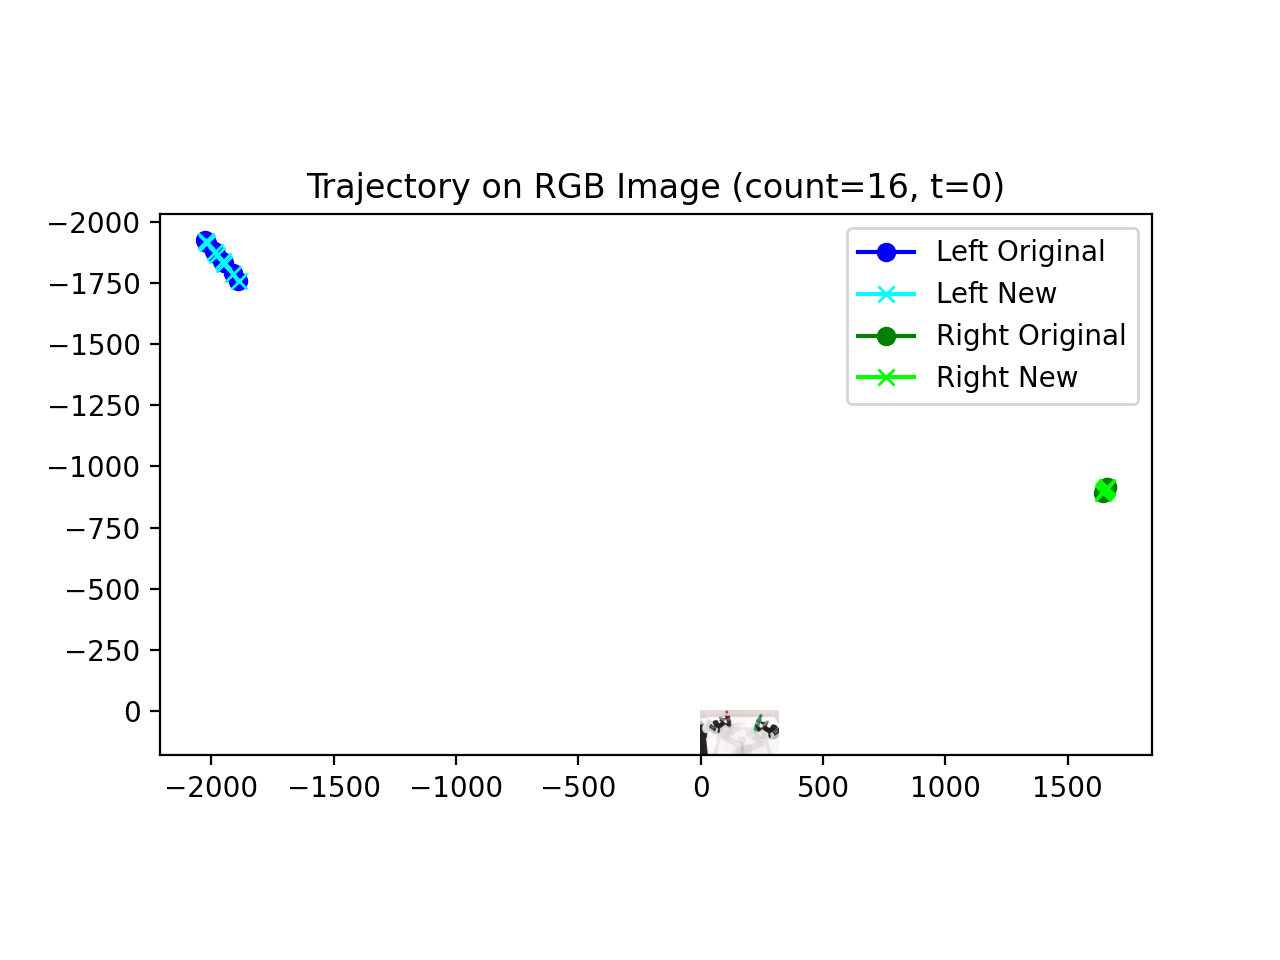 Trajectory on RGB Image (count=16, t=0)
−2000
−1750
−1500
−1250
−1000
−750
−500
−250
0
Left Original
Left New
Right Original
Right New
−2000 −1500 −1000 −500 0 500 1000 1500